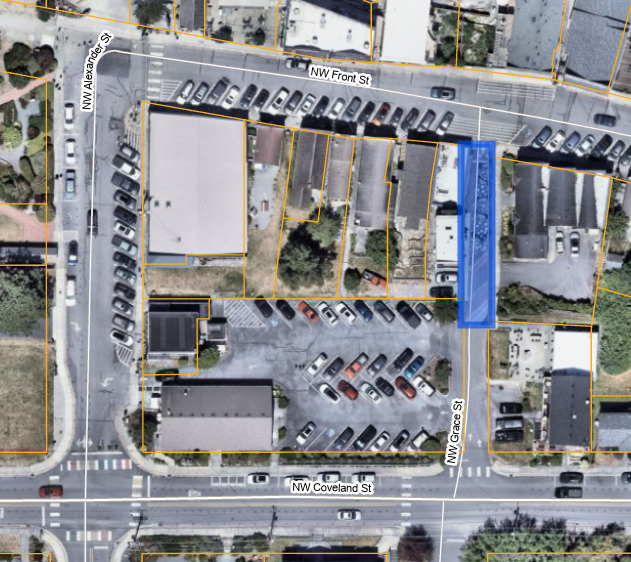 NW Alexander St
NW Front St
NW Grace St
NW Coveland St